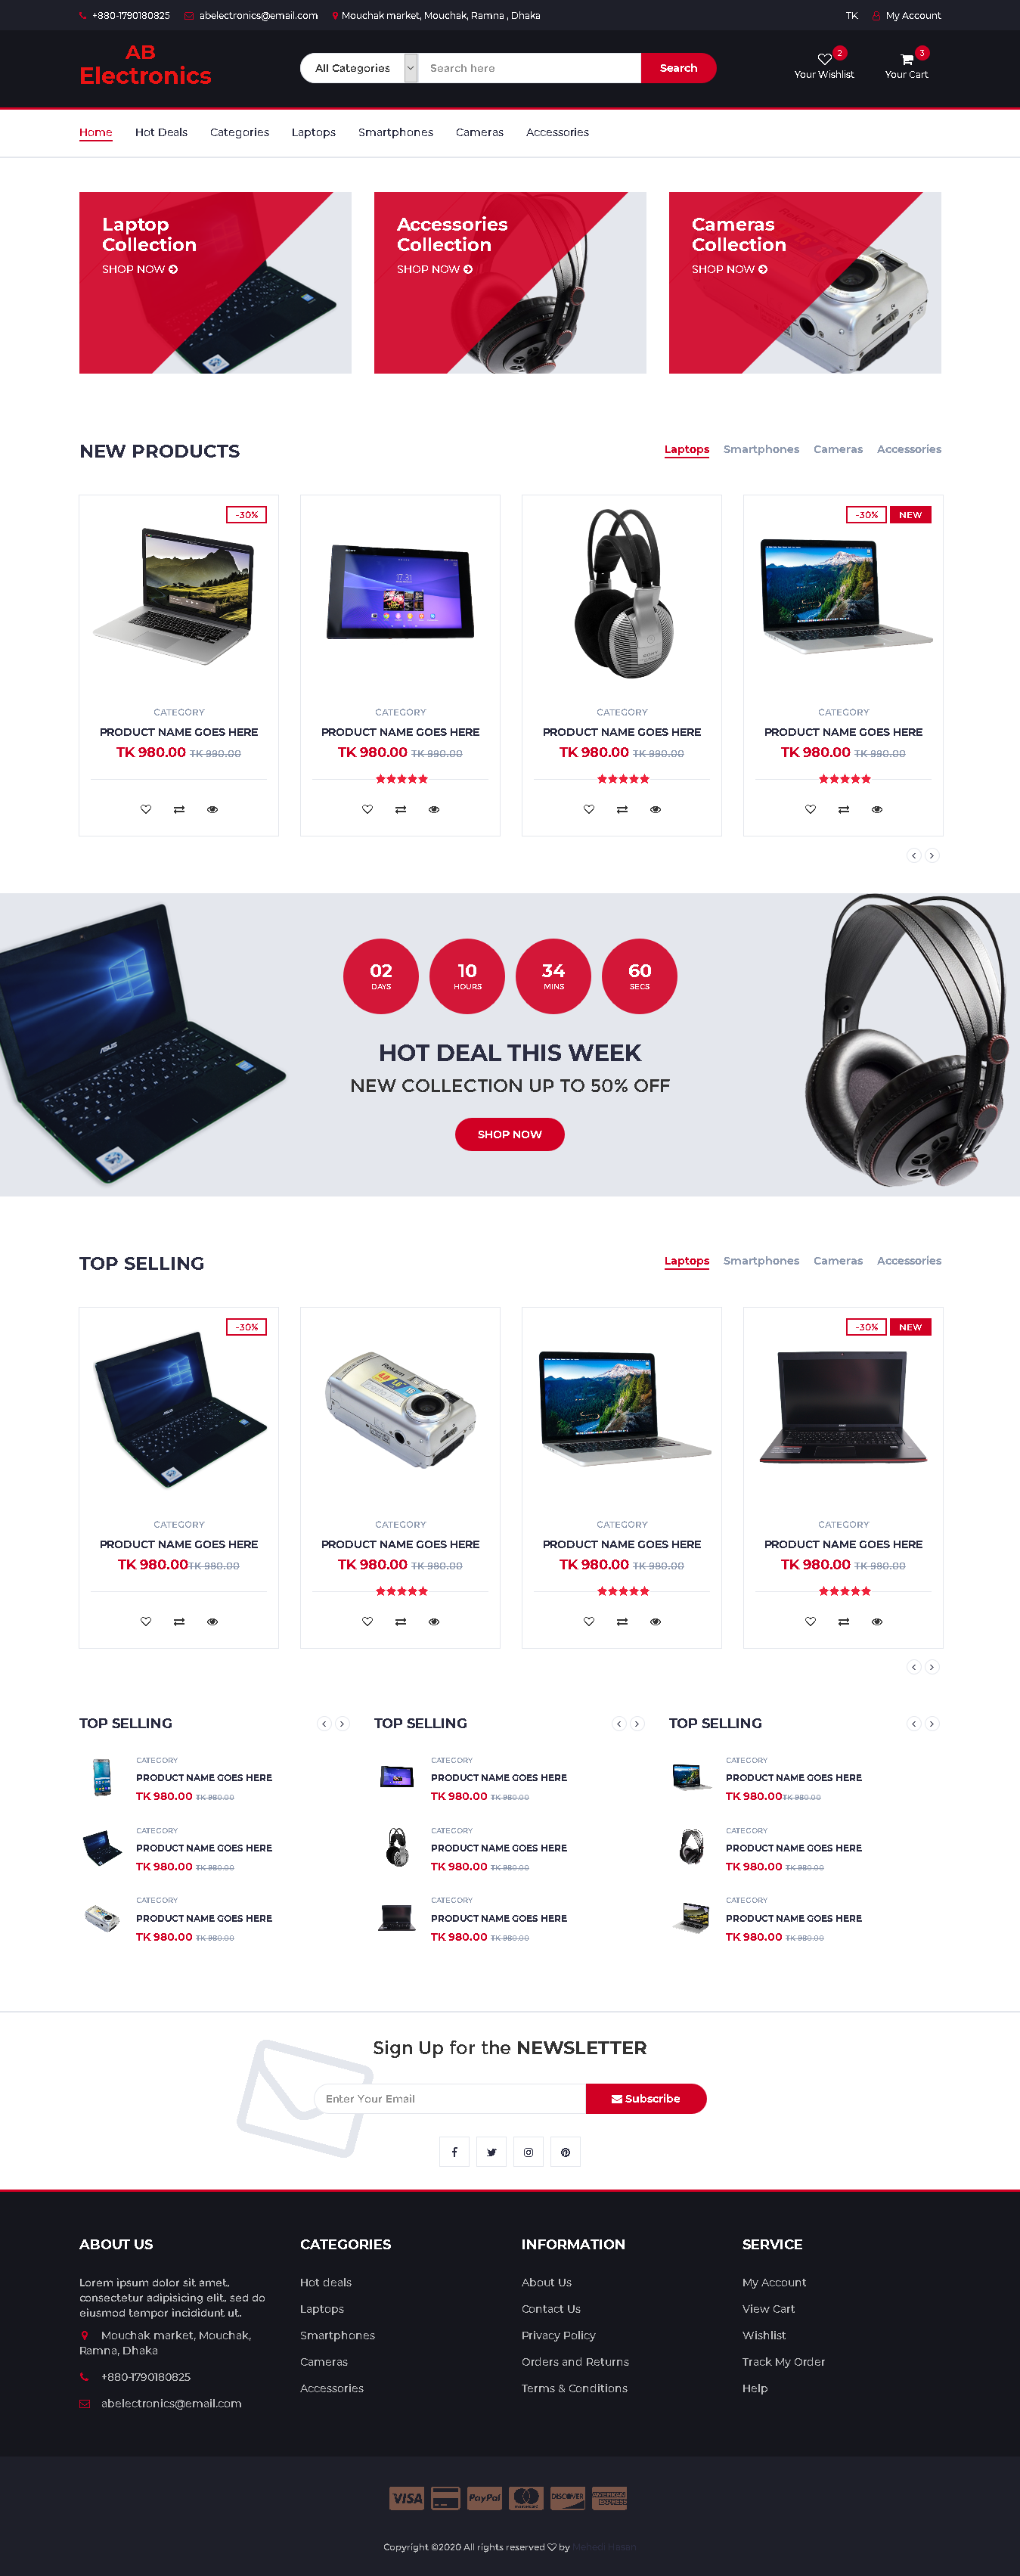 +880-1790180825 abelectronics@email.com Mouchak market, Mouchak, Ramna , Dhaka TK My Account
AB
Electronics
All Categories Search here Search
2
Your Wishlist
3
Your Cart
Home Hot Deals Categories Laptops Smartphones Cameras Accessories
Laptop
Collection
SHOP NOW
Accessories
Collection
SHOP NOW
Cameras
Collection
SHOP NOW
NEW PRODUCTS
Laptops Smartphones Cameras Accessories
-30%
CATEGORY
PRODUCT NAME GOES HERE
TK 980.00 TK 990.00
SONY
17:31
CATEGORY
PRODUCT NAME GOES HERE
TK 980.00 TK 990.00
SONY
CATEGORY
PRODUCT NAME GOES HERE
TK 980.00 TK 990.00
-30% NEW
CATEGORY
PRODUCT NAME GOES HERE
TK 980.00 TK 990.00
ASUS
02
DAYS
10
HOURS
34
MINS
60
SECS
HOT DEAL THIS WEEK
NEW COLLECTION UP TO 50% OFF
SHOP NOW
TOP SELLING
Laptops Smartphones Cameras Accessories
-30%
ASUS
CATEGORY
PRODUCT NAME GOES HERE
TK 980.00TK 980.00
CATEGORY
PRODUCT NAME GOES HERE
TK 980.00 TK 980.00
CATEGORY
PRODUCT NAME GOES HERE
TK 980.00 TK 980.00
-30% NEW
CATEGORY
PRODUCT NAME GOES HERE
TK 980.00 TK 980.00
TOP SELLING
CATEGORY
PRODUCT NAME GOES HERE
TK 980.00 TK 980.00
CATEGORY
PRODUCT NAME GOES HERE
TK 980.00 TK 980.00
CATEGORY
PRODUCT NAME GOES HERE
TK 980.00 TK 980.00
TOP SELLING
CATEGORY
PRODUCT NAME GOES HERE
TK 980.00 TK 980.00
CATEGORY
PRODUCT NAME GOES HERE
TK 980.00 TK 980.00
CATEGORY
PRODUCT NAME GOES HERE
TK 980.00 TK 980.00
TOP SELLING
CATEGORY
PRODUCT NAME GOES HERE
TK 980.00TK 980.00
CATEGORY
PRODUCT NAME GOES HERE
TK 980.00 TK 980.00
CATEGORY
PRODUCT NAME GOES HERE
TK 980.00 TK 980.00
Sign Up for the NEWSLETTER
Enter Your Email Subscribe
ABOUT US
Lorem ipsum dolor sit amet,
consectetur adipisicing elit, sed do
eiusmod tempor incididunt ut.
Mouchak market, Mouchak,
Ramna, Dhaka
+880-1790180825
abelectronics@email.com
CATEGORIES
Hot deals
Laptops
Smartphones
Cameras
Accessories
INFORMATION
About Us
Contact Us
Privacy Policy
Orders and Returns
Terms & Conditions
SERVICE
My Account
View Cart
Wishlist
Track My Order
Help
VISA PayPal MasterCard DISCOVER AMERICAN EXPRESS
Copyright ©2020 All rights reserved by